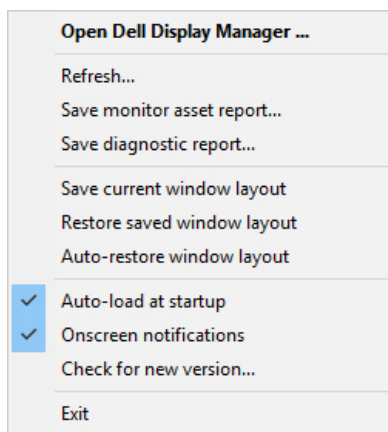 Open Dell Display Manager ...
Refresh...
Save monitor asset report...
Save diagnostic report...
Save current window layout
Restore saved window layout
Auto-restore window layout
Auto-load at startup
Onscreen notifications
Check for new version...
Exit